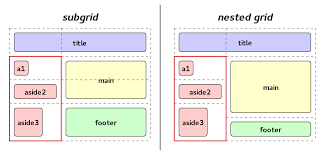 subgrid
title
a1
main
aside2
aside3
footer
nested grid
title
a1
main
aside2
aside3
footer